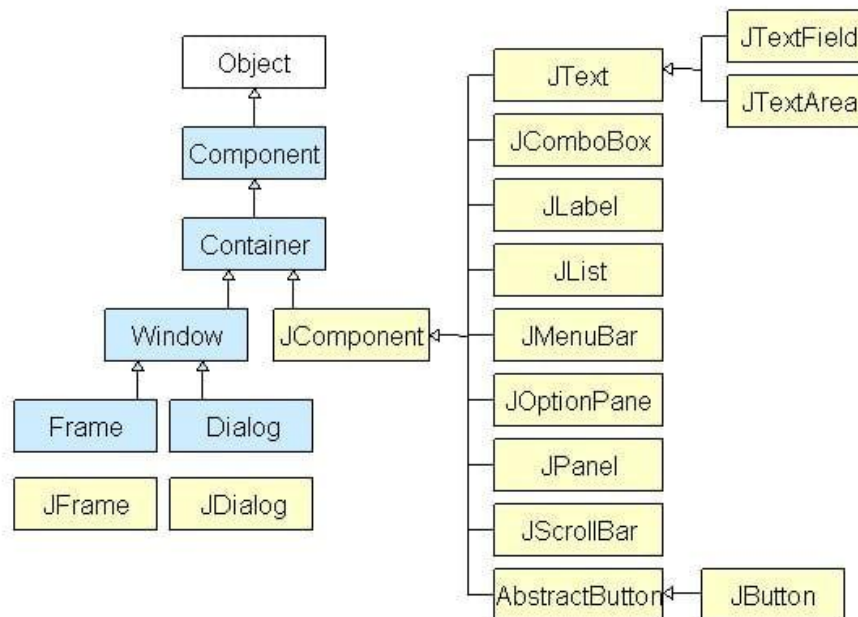 Object
Component
Container
Window
JComponent
Frame
Dialog
JFrame
JDialog
JText
JComboBox
JLabel
JList
JMenuBar
JOptionPane
JPanel
JScrollBar
AbstractButton
JTextField
JTextArea
JButton